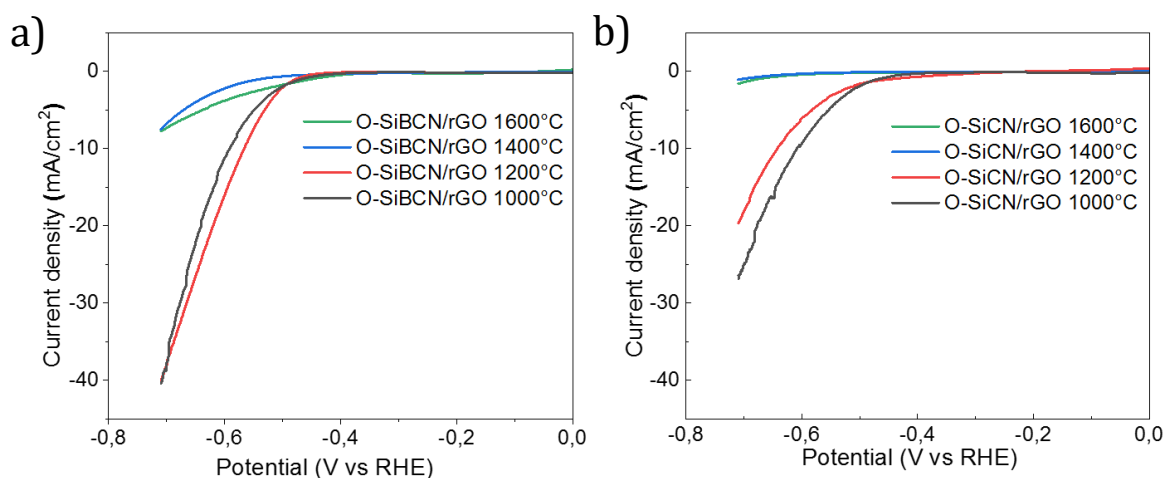 a)
0
-10
-20
-30
-40
Current density (mA/cm²)
O-SiBCN/rGO 1600°C
O-SiBCN/rGO 1400°C
O-SiBCN/rGO 1200°C
O-SiBCN/rGO 1000°C
-0,8 -0,6 -0,4 -0,2 0,0
Potential (V vs RHE)
b)
0
-10
-20
-30
-40
Current density (mA/cm²)
O-SiCN/rGO 1600°C
O-SiCN/rGO 1400°C
O-SiCN/rGO 1200°C
O-SiCN/rGO 1000°C
-0,8 -0,6 -0,4 -0,2 0,0
Potential (V vs RHE)